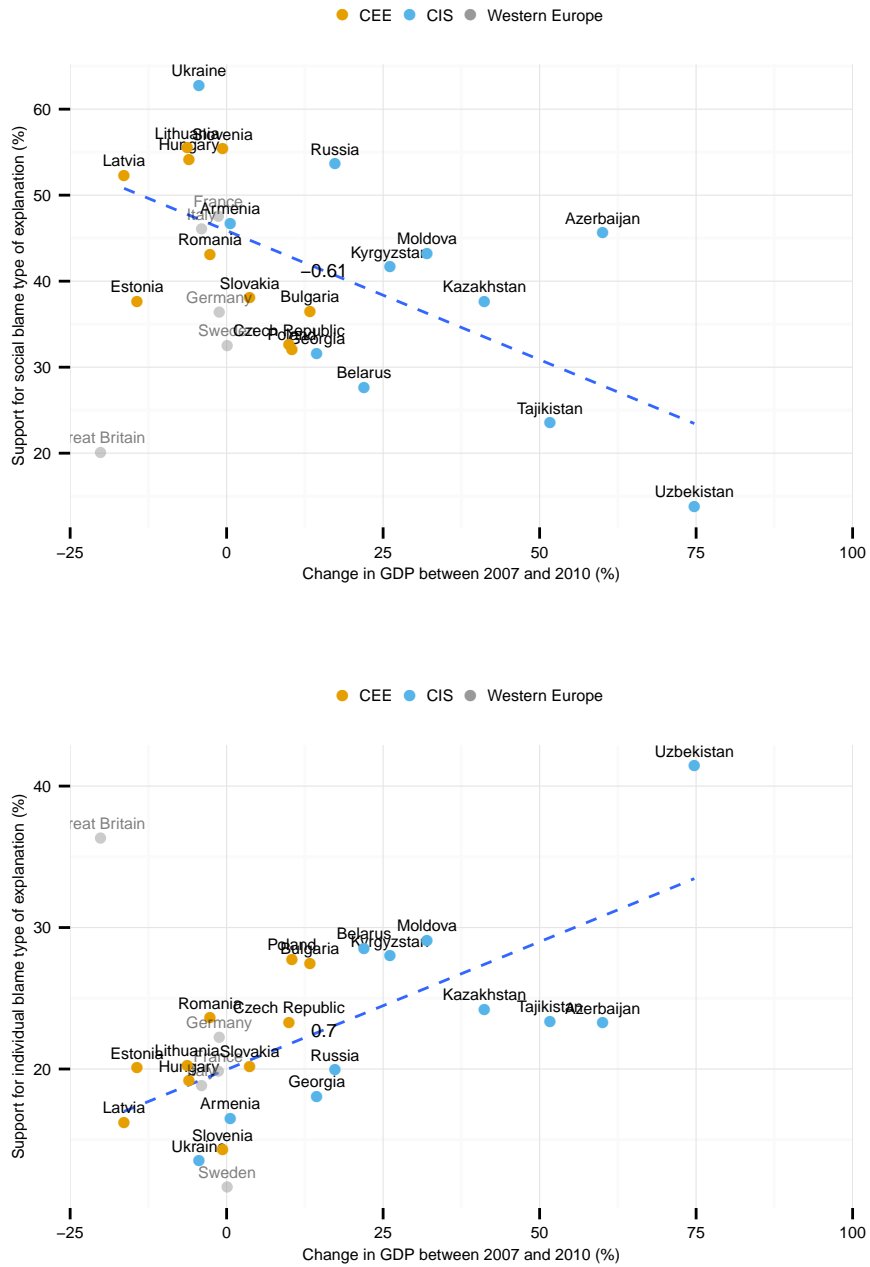 CEE CIS Western Europe
Support for social blame type of explanation (%)
60
50
40
30
20
Ukraine
Lithuania
Slovenia
Hungary
Russia
Latvia
France
Armenia
Italy
Azerbaijan
Romania
Moldova
Kyrgyzstan
−0.61
Estonia
Slovakia
Kazakhstan
Germany
Bulgaria
Sweden
Czech Republic
Poland
Georgia
Belarus
Tajikistan
reat Britain
Uzbekistan
−25 0 25 50 75 100
Change in GDP between 2007 and 2010 (%)
CEE CIS Western Europe
Support for individual blame type of explanation (%)
40
30
20
Uzbekistan
reat Britain
Moldova
Belarus
Kyrgyzstan
Poland
Bulgaria
Kazakhstan
Romania
Czech Republic
Tajikistan
Azerbaijan
Germany
0.7
Estonia
Lithuania
Slovakia
France
Russia
Hungary
Italy
Georgia
Latvia
Armenia
Slovenia
Ukraine
Sweden
−25 0 25 50 75 100
Change in GDP between 2007 and 2010 (%)